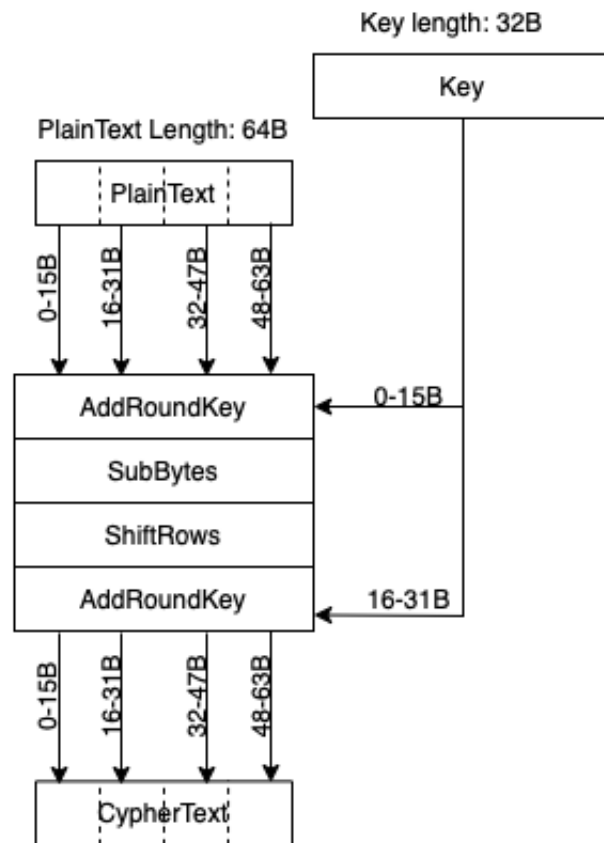 Key length: 32B
Key
PlainText Length: 64B
PlainText
0-15B
16-31B
32-47B
48-63B
AddRoundKey
0-15B
SubBytes
ShiftRows
AddRoundKey
16-31B
0-15B
16-31B
32-47B
48-63B
CypherText